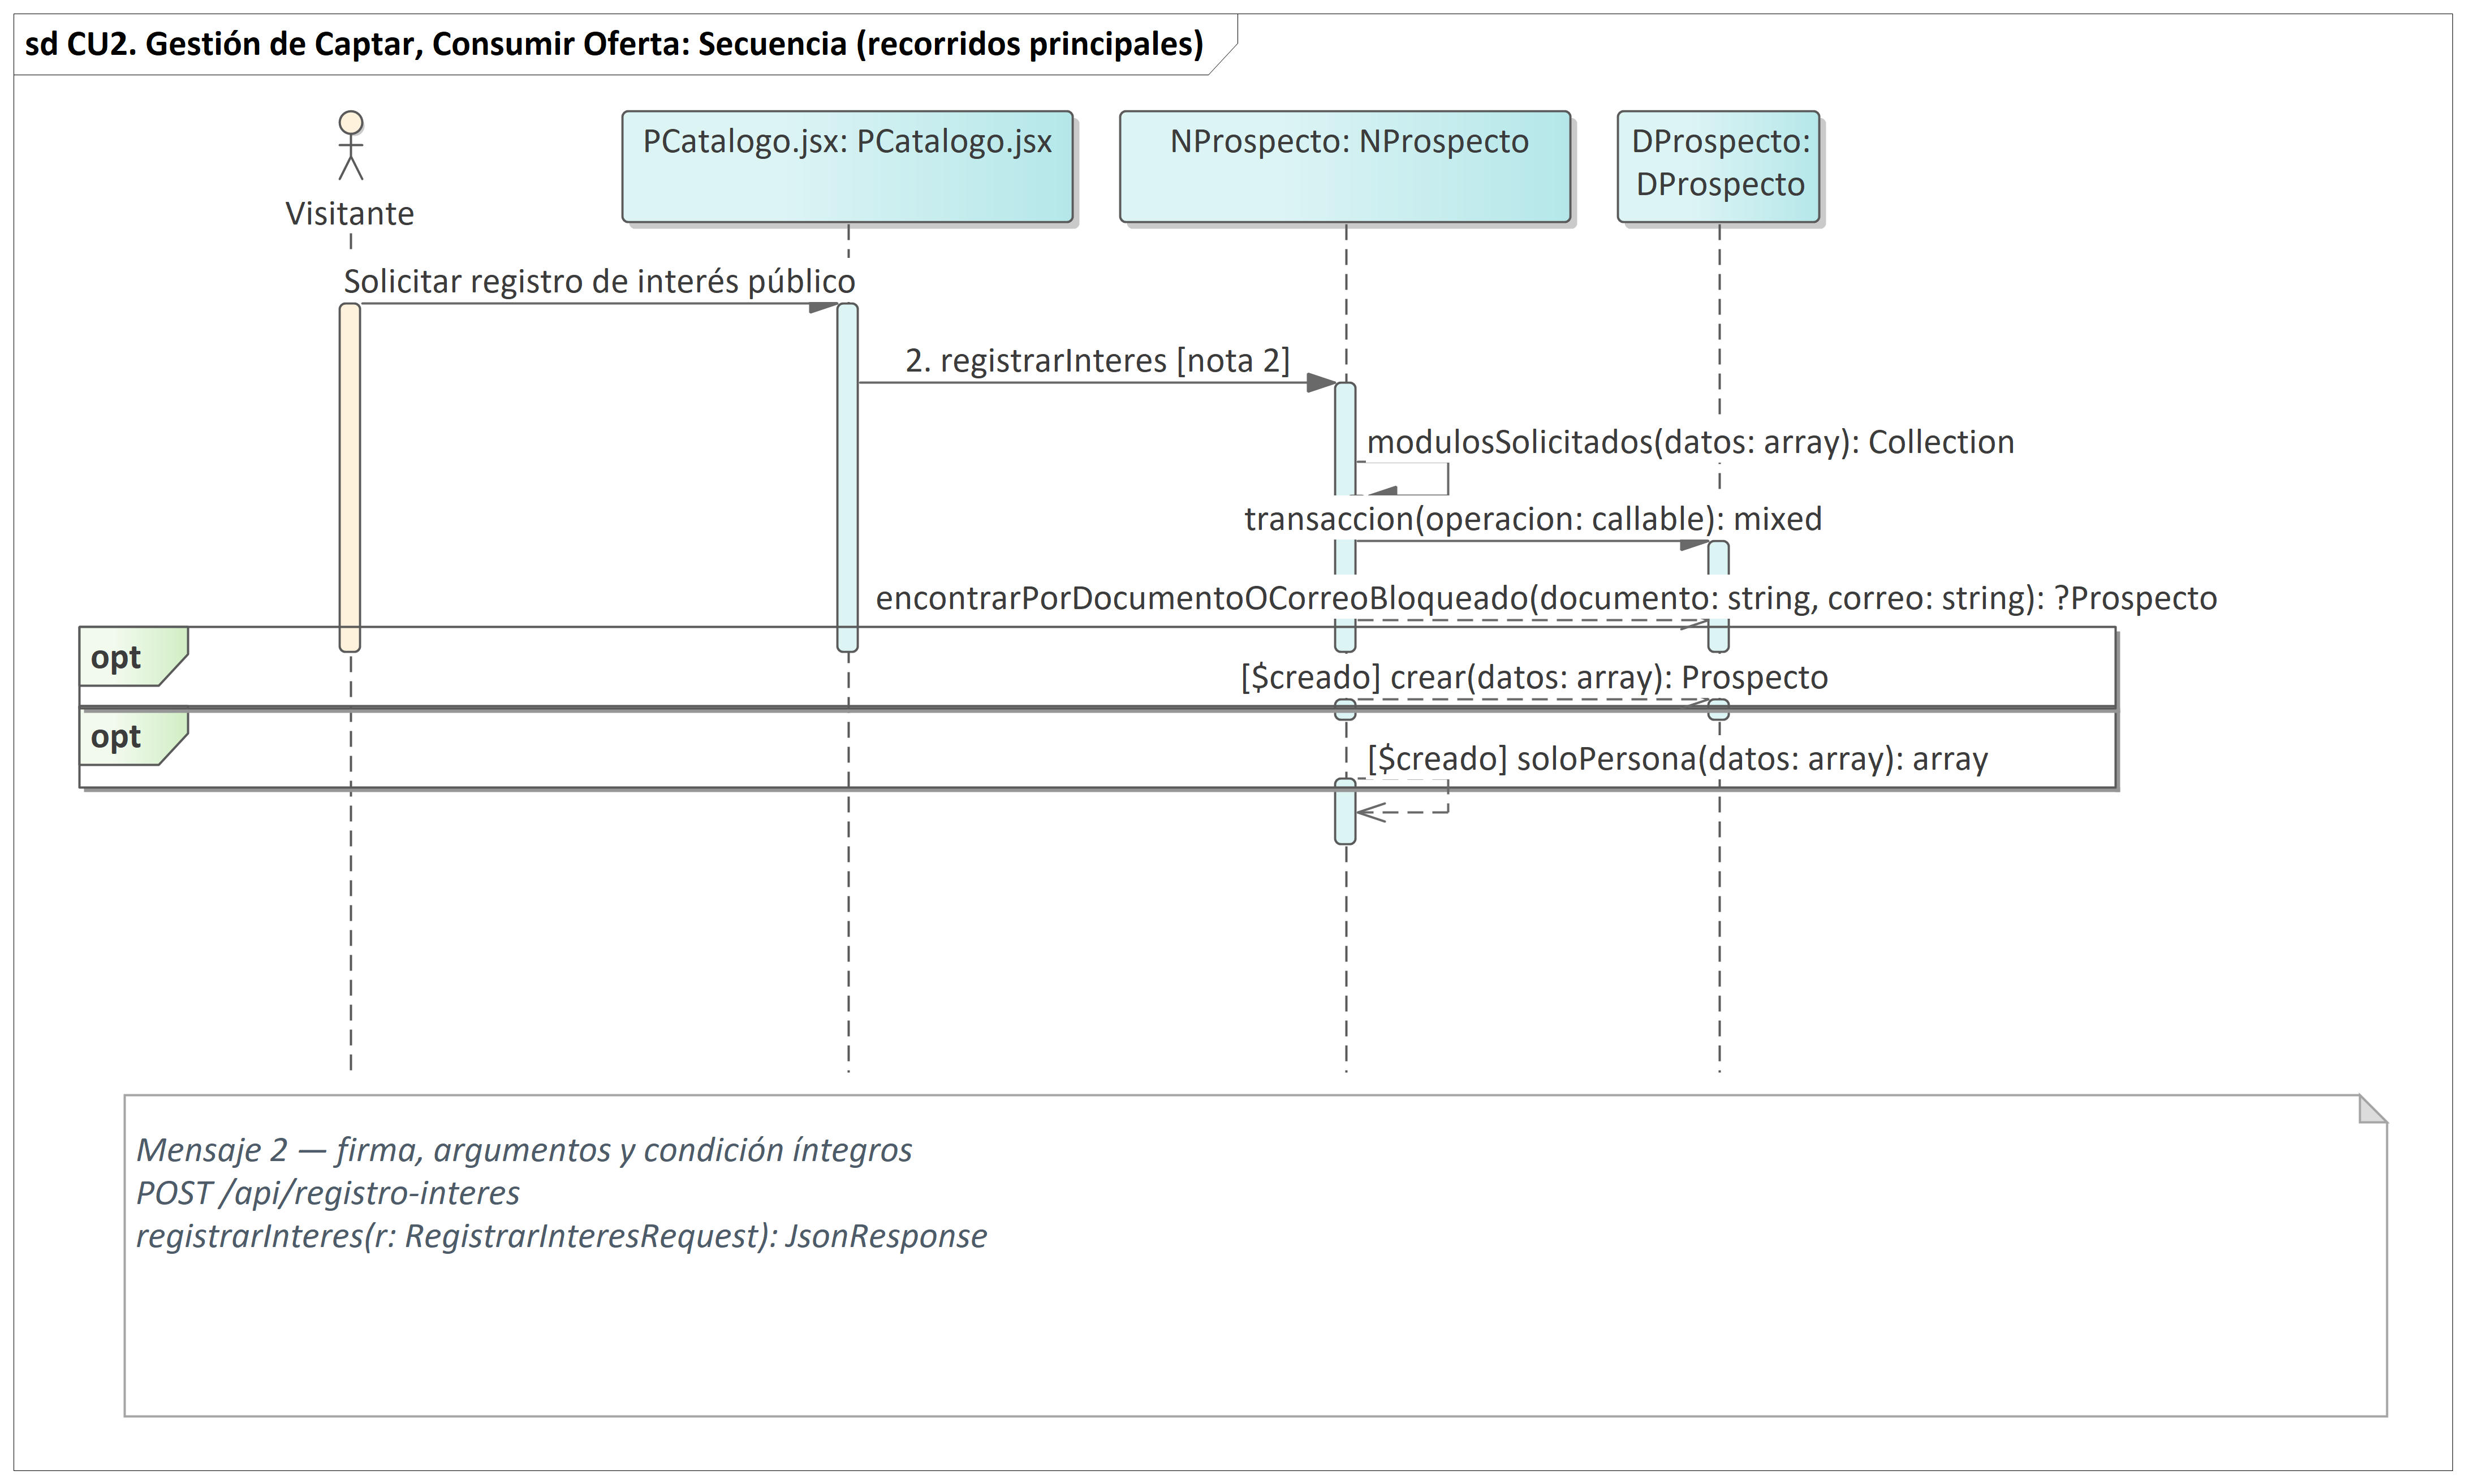 sd CU2. Gestión de Captar, Consumir Oferta: Secuencia (recorridos principales)
Visitante
PCatalogo.jsx: PCatalogo.jsx
NProspecto: NProspecto
DProspecto:
DProspecto
Solicitar registro de interés público
2. registrarInteres [nota 2]
modulosSolicitados(datos: array): Collection
transaccion(operacion: callable): mixed
encontrarPorDocumentoOCorreoBloqueado(documento: string, correo: string): ?Prospecto
opt
[$creado] crear(datos: array): Prospecto
opt
[$creado] soloPersona(datos: array): array
Mensaje 2 — firma, argumentos y condición íntegros
POST /api/registro-interes
registrarInteres(r: RegistrarInteresRequest): JsonResponse